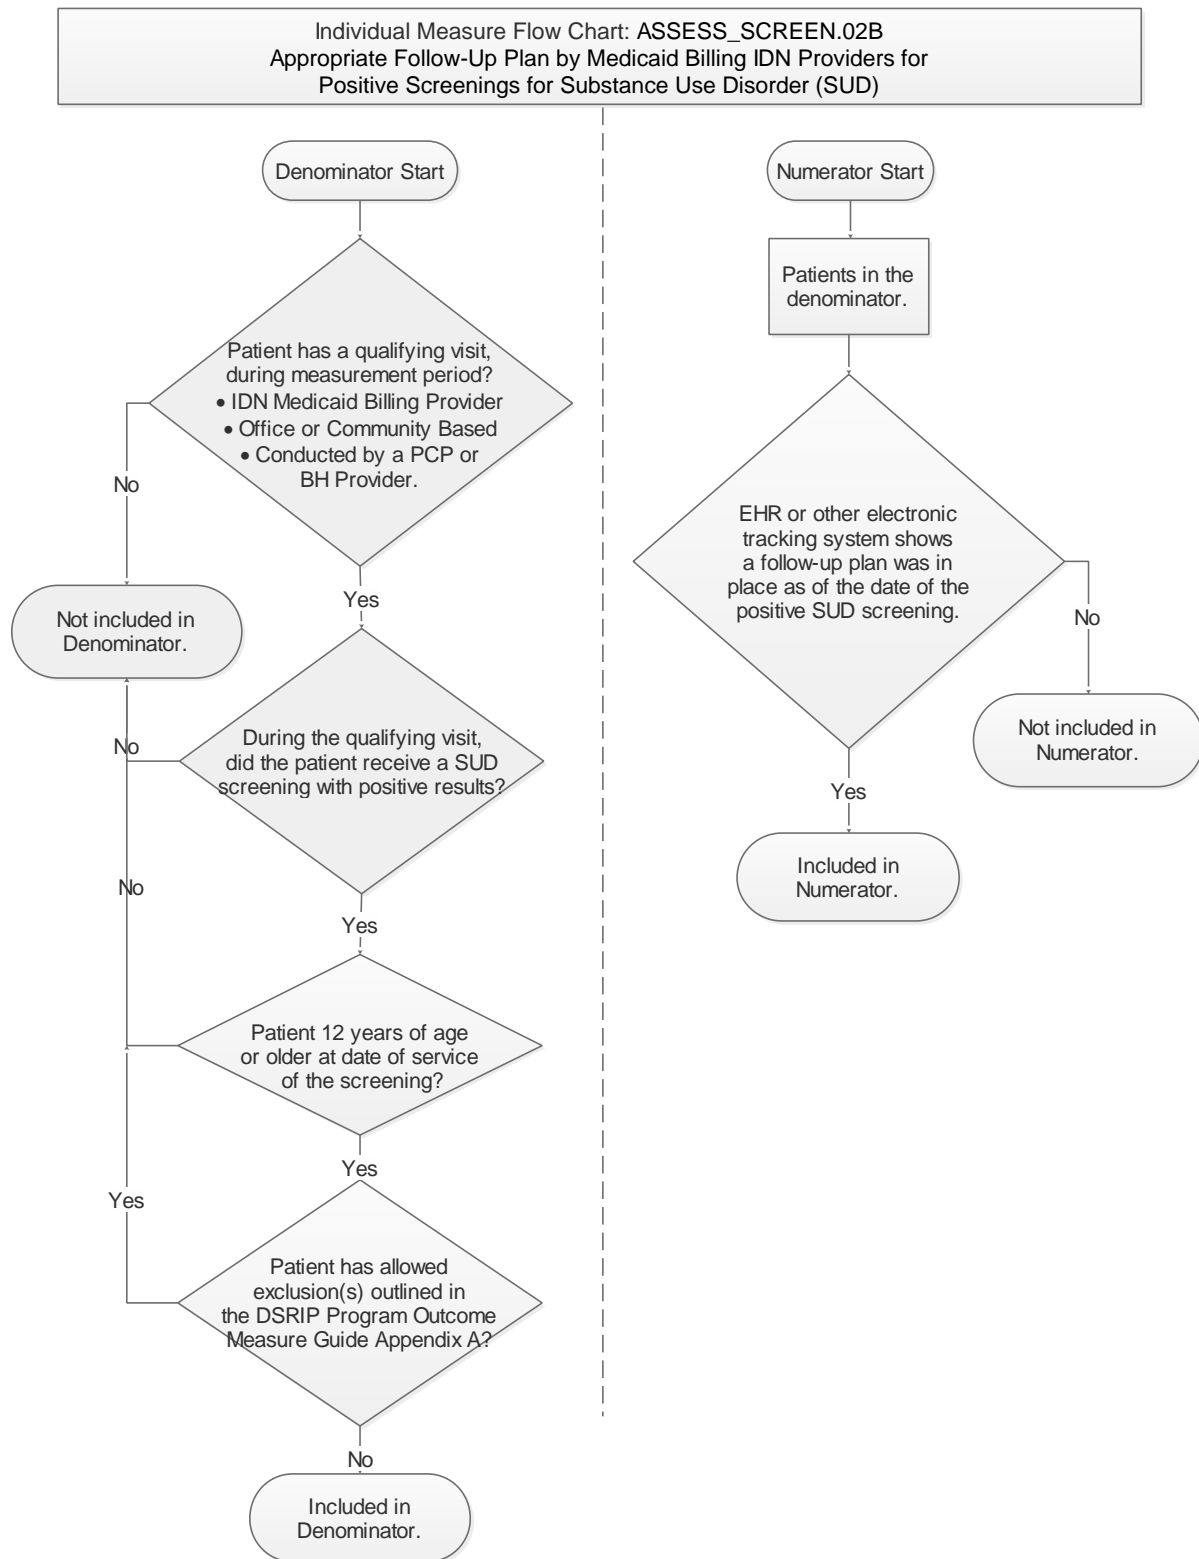 Individual Measure Flow Chart: ASSESS_SCREEN.02B
Appropriate Follow-Up Plan by Medicaid Billing IDN Providers for
Positive Screenings for Substance Use Disorder (SUD)
Denominator Start
Patient has a qualifying visit,
during measurement period?
• IDN Medicaid Billing Provider
• Office or Community Based
• Conducted by a PCP or
BH Provider.
No
Yes
Not included in
Denominator.
During the qualifying visit,
did the patient receive a SUD
screening with positive results?
No
Yes
No
Patient 12 years of age
or older at date of service
of the screening?
Yes
Yes
Patient has allowed
exclusion(s) outlined in
the DSRIP Program Outcome
Measure Guide Appendix A?
No
Included in
Denominator.
Numerator Start
Patients in the
denominator.
EHR or other electronic
tracking system shows
a follow-up plan was in
place as of the date of the
positive SUD screening.
No
Not included in
Numerator.
Yes
Included in
Numerator.